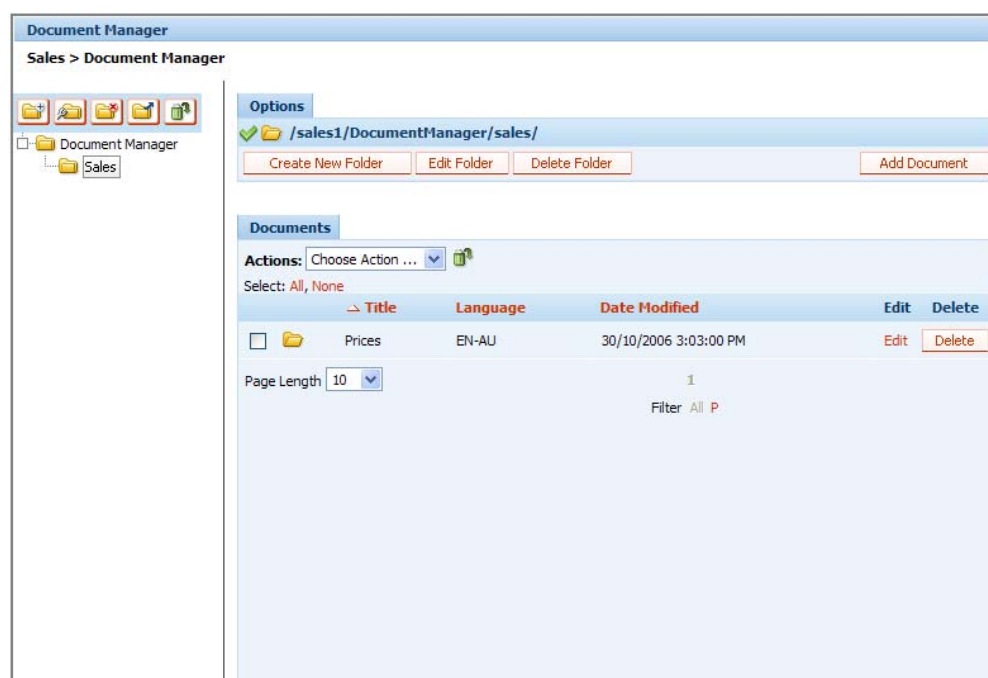 Document Manager
Sales > Document Manager
Document Manager
Sales
Options
/sales1/DocumentManager/sales/
Create New Folder Edit Folder Delete Folder Add Document
Documents
Actions: Choose Action ...
Select: All, None
Title Language Date Modified Edit Delete
Prices EN-AU 30/10/2006 3:03:00 PM Edit Delete
Page Length 10 1
Filter All P